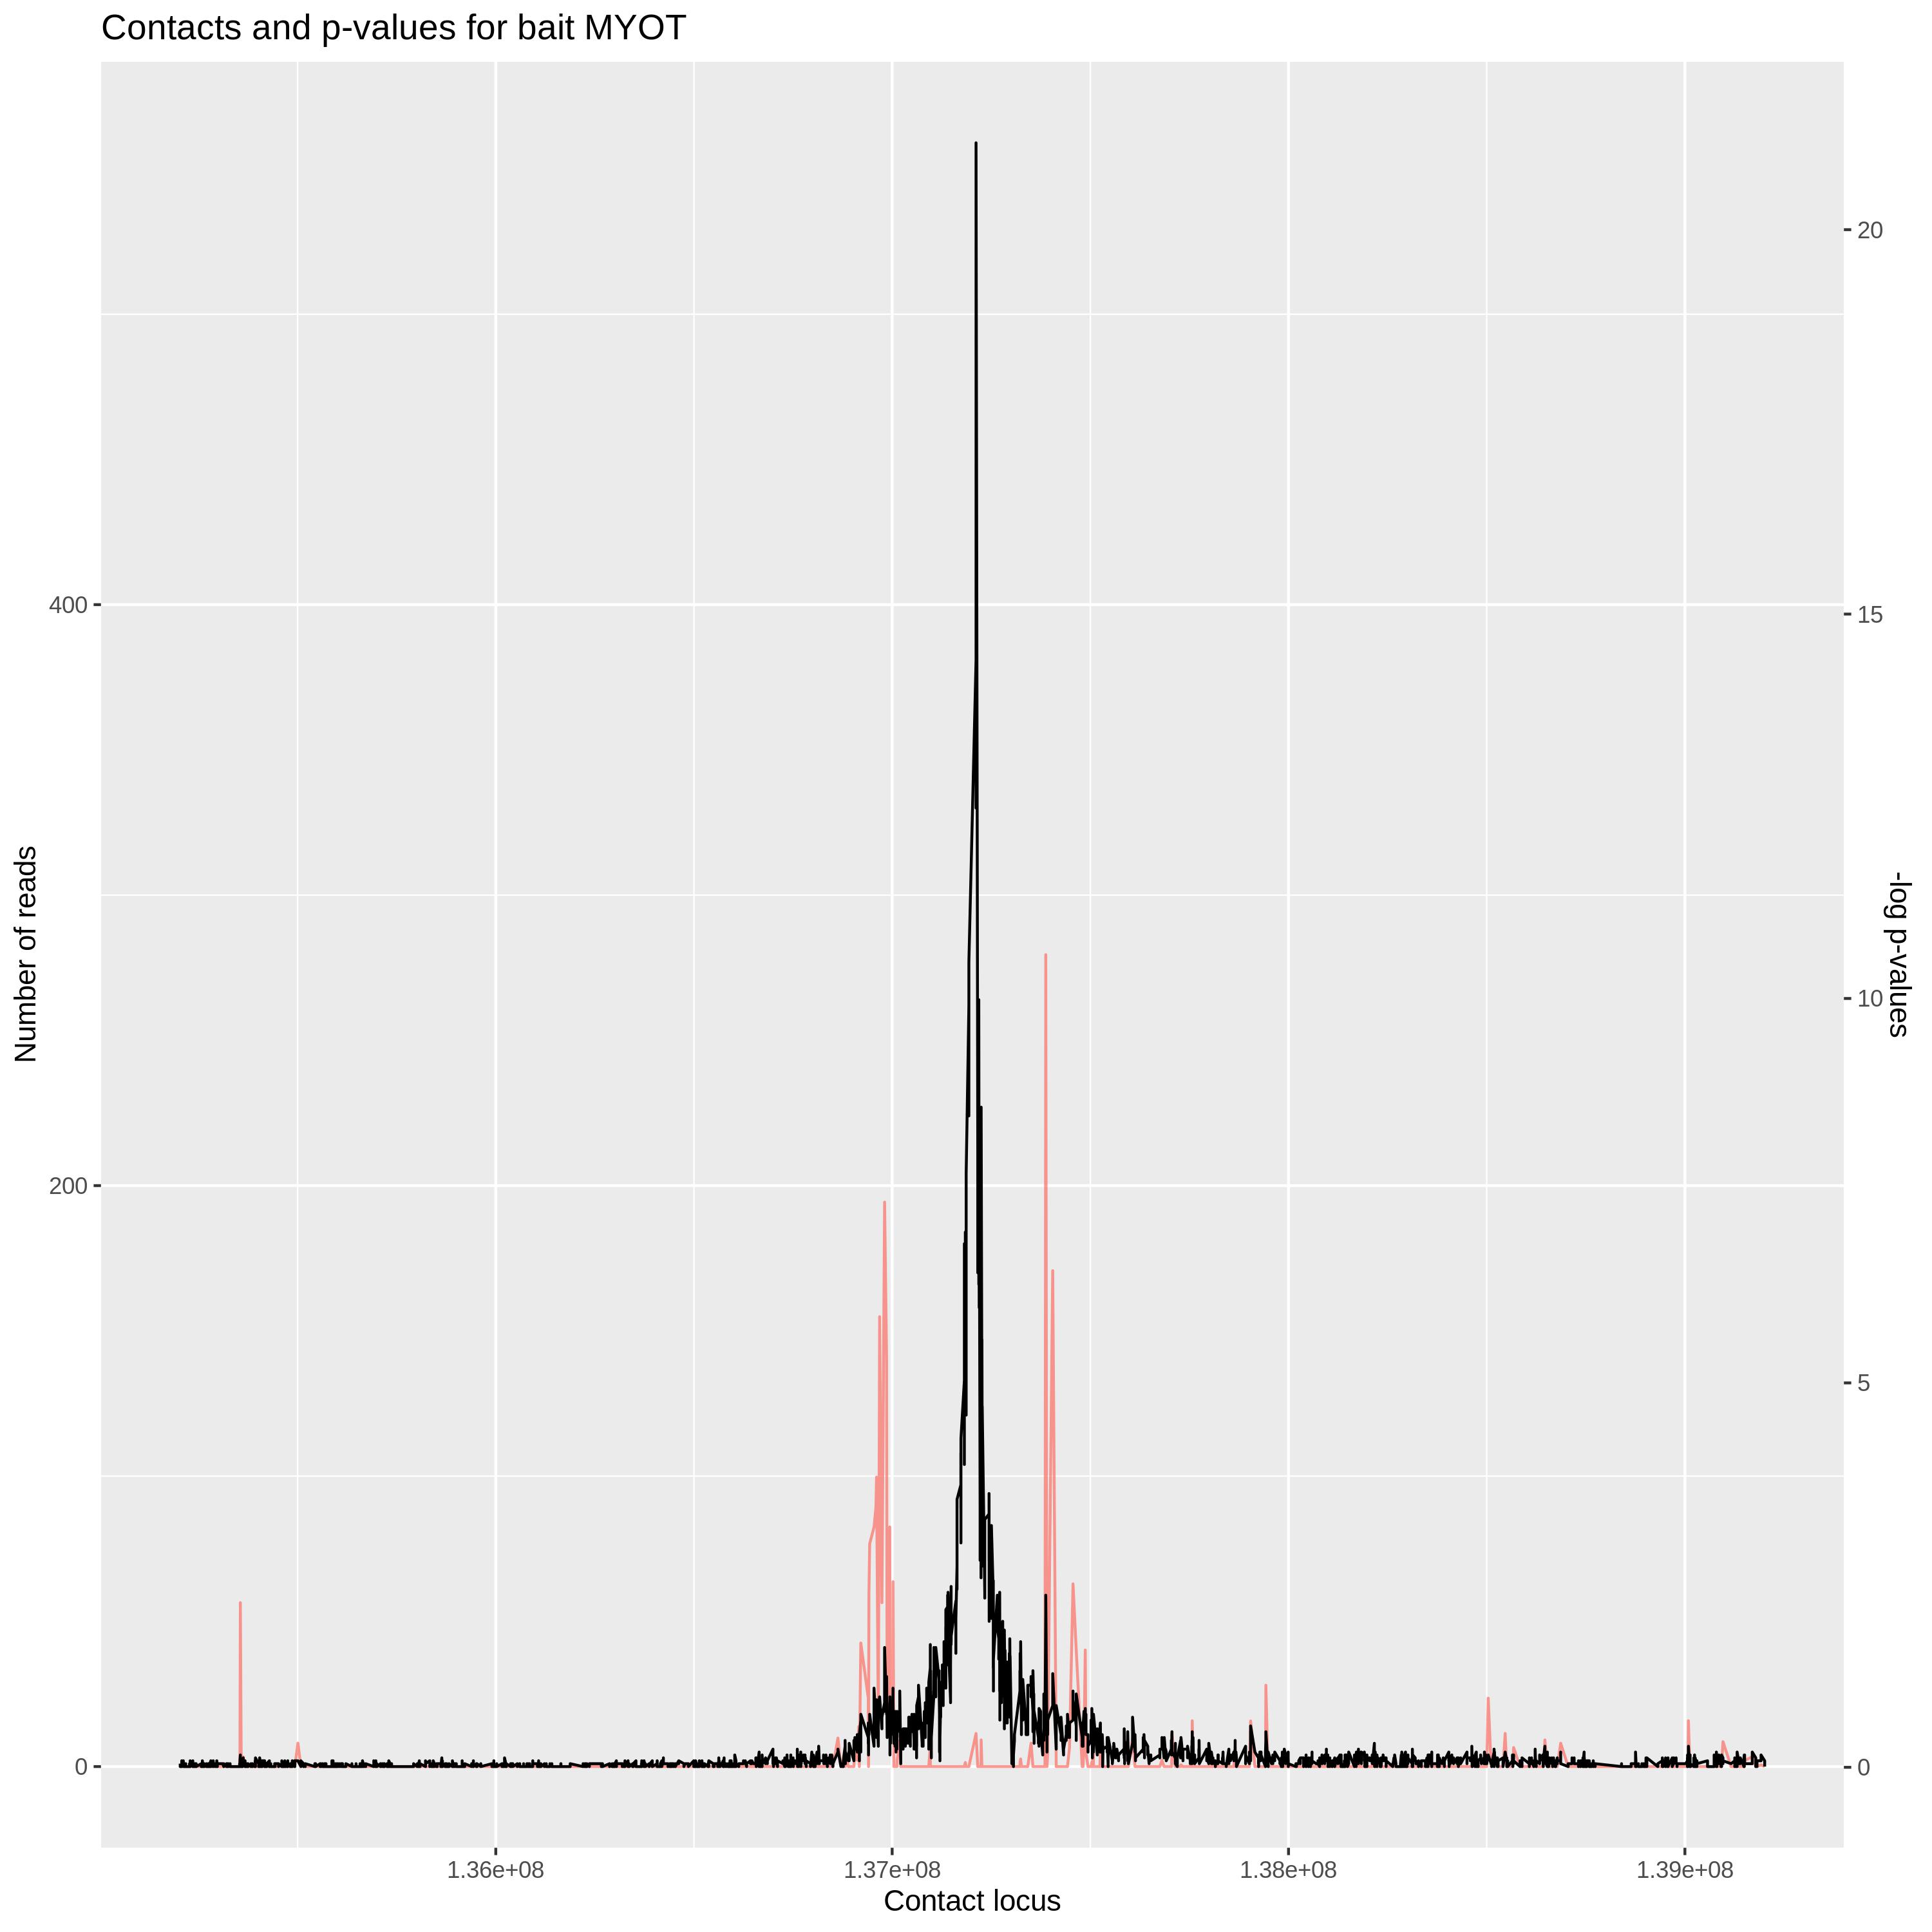 Contacts and p-values for bait MYOT
Number of reads
400
200
0
20
15
10
5
0
-log p-values
1.36e+08
1.37e+08
1.38e+08
1.39e+08
Contact locus